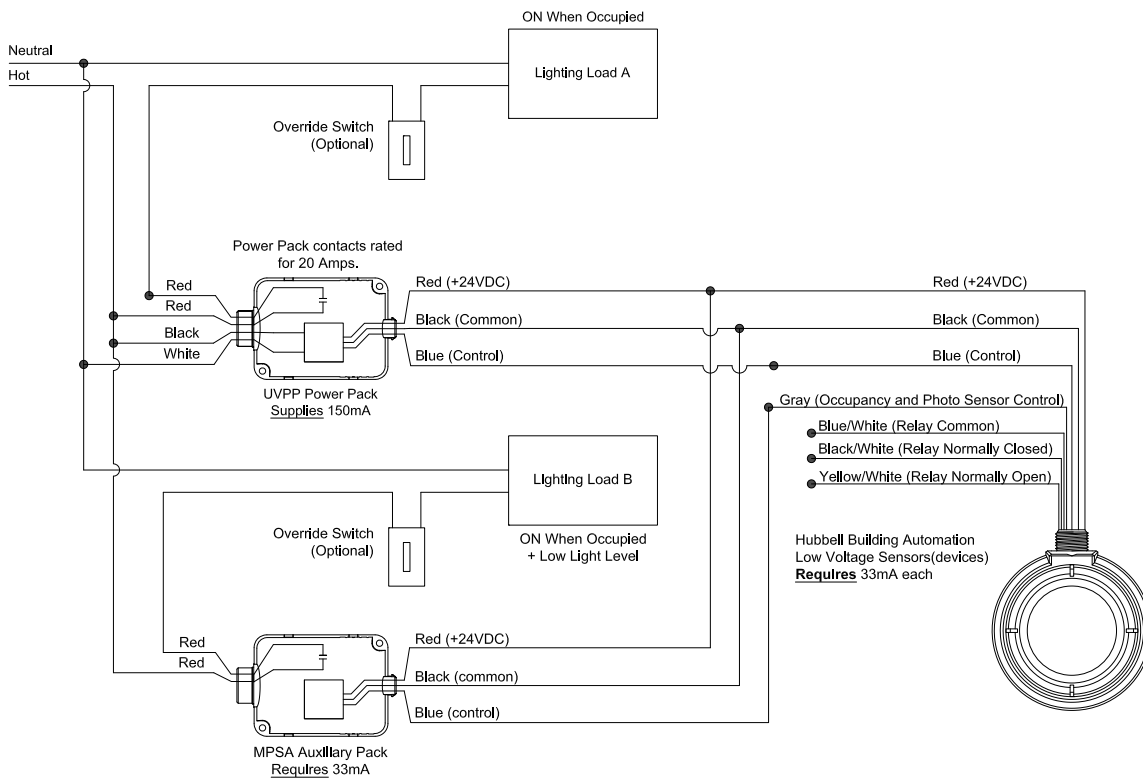 ON When Occupied
Neutral
Hot
Lighting Load A
Override Switch
(Optional)
Power Pack contacts rated
for 20 Amps.
Red
Red
Black
White
Red (+24VDC)
Black (Common)
Blue (Control)
Red (+24VDC)
Black (Common)
Blue (Control)
UVPP Power Pack
Supplies 150mA
Gray (Occupancy and Photo Sensor Control)
Blue/White (Relay Common)
Black/White (Relay Normally Closed)
Yellow/White (Relay Normally Open)
Lighting Load B
Override Switch
(Optional)
ON When Occupied
+ Low Light Level
Hubbell Building Automation
Low Voltage Sensors(devices)
Requires 33mA each
Red
Red
Red (+24VDC)
Black (common)
Blue (control)
MPSA Auxiliary Pack
Requires 33mA